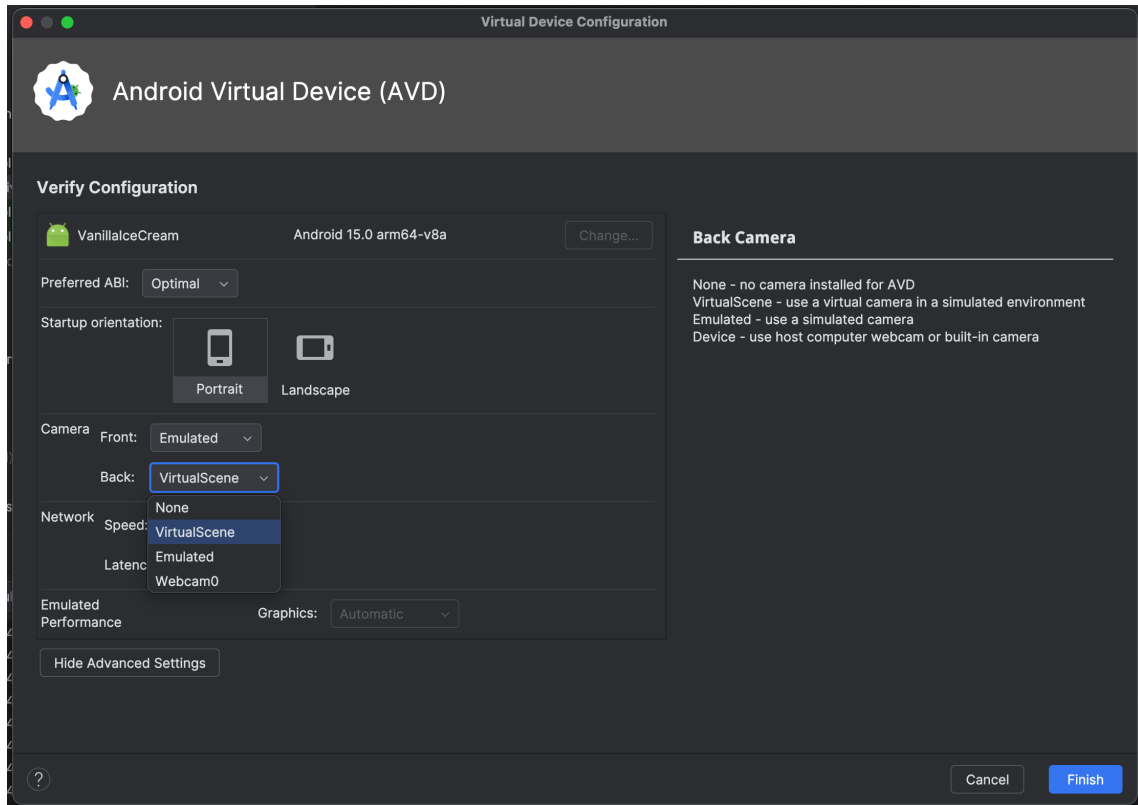 Virtual Device Configuration
Android Virtual Device (AVD)
Verify Configuration
VanillaIceCream Android 15.0 arm64-v8a Change...
Preferred ABI: Optimal
Startup orientation:
Portrait Landscape
Camera Front: Emulated
Back: VirtualScene
None
Network
VirtualScene
Speed:
Emulated
Latenc
Webcam0
Emulated
Performance
Graphics: Automatic
Hide Advanced Settings
Back Camera
None - no camera installed for AVD
VirtualScene - use a virtual camera in a simulated environment
Emulated - use a simulated camera
Device - use host computer webcam or built-in camera
?
Cancel Finish